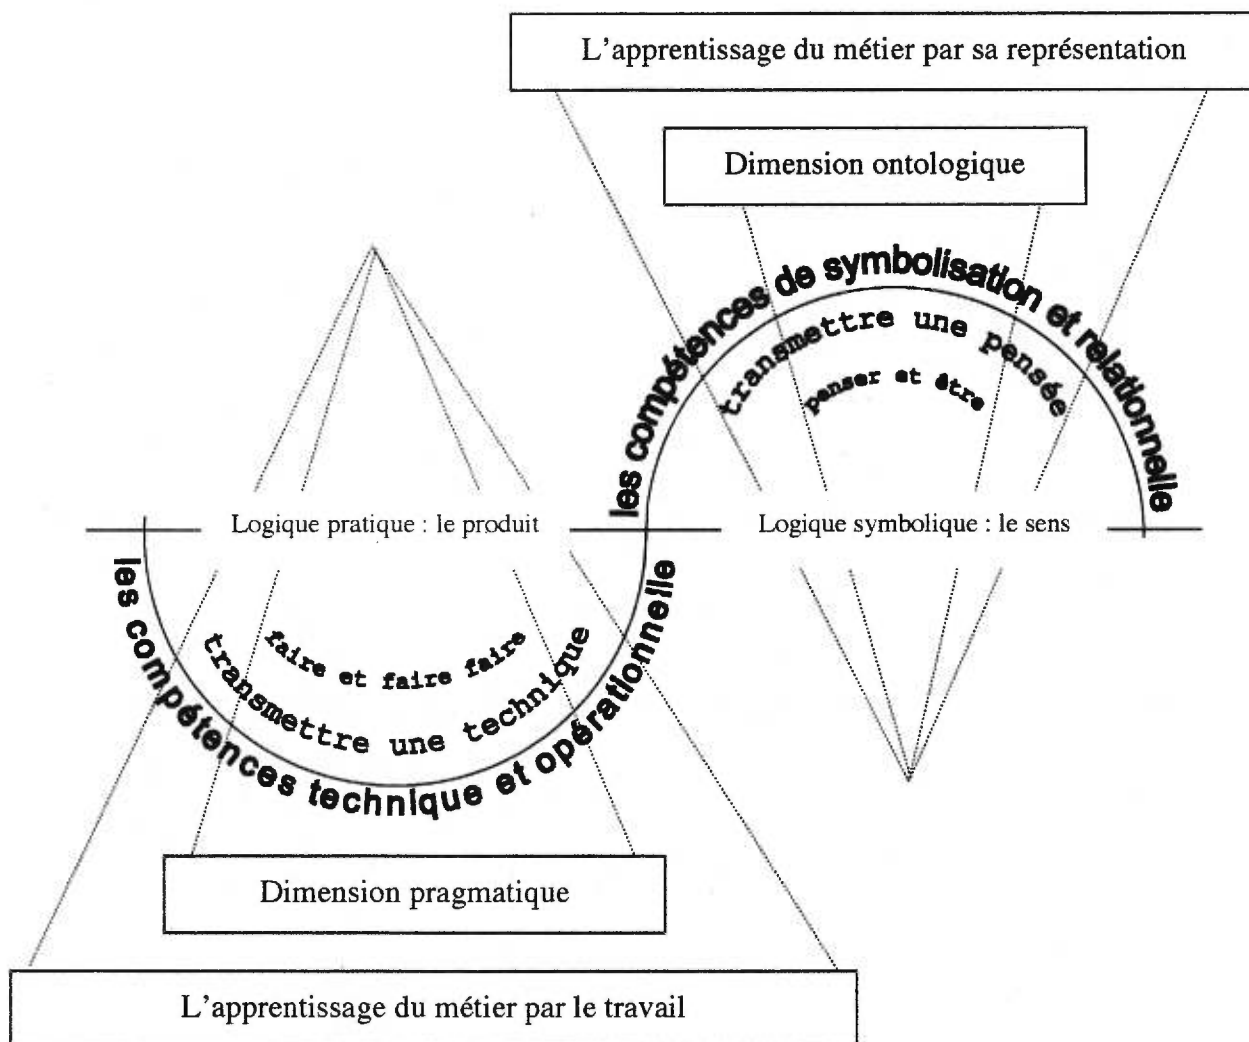 L'apprentissage du métier par sa représentation
Dimension ontologique
les compétences de symbolisation et relationnelle
transmettre une pensée
penser et être
Logique pratique : le produit
Logique symbolique : le sens
faire et faire faire
transmettre une technique
les compétences technique et opérationnelle
Dimension pragmatique
L'apprentissage du métier par le travail